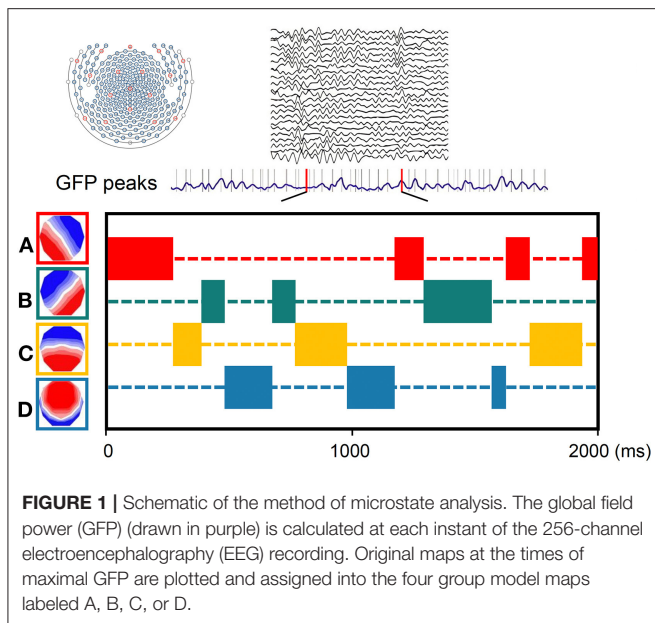 GFP peaks
A
B
C
D
0 1000 2000 (ms)
FIGURE 1 | Schematic of the method of microstate analysis. The global field
power (GFP) (drawn in purple) is calculated at each instant of the 256-channel
electroencephalography (EEG) recording. Original maps at the times of
maximal GFP are plotted and assigned into the four group model maps
labeled A, B, C, or D.